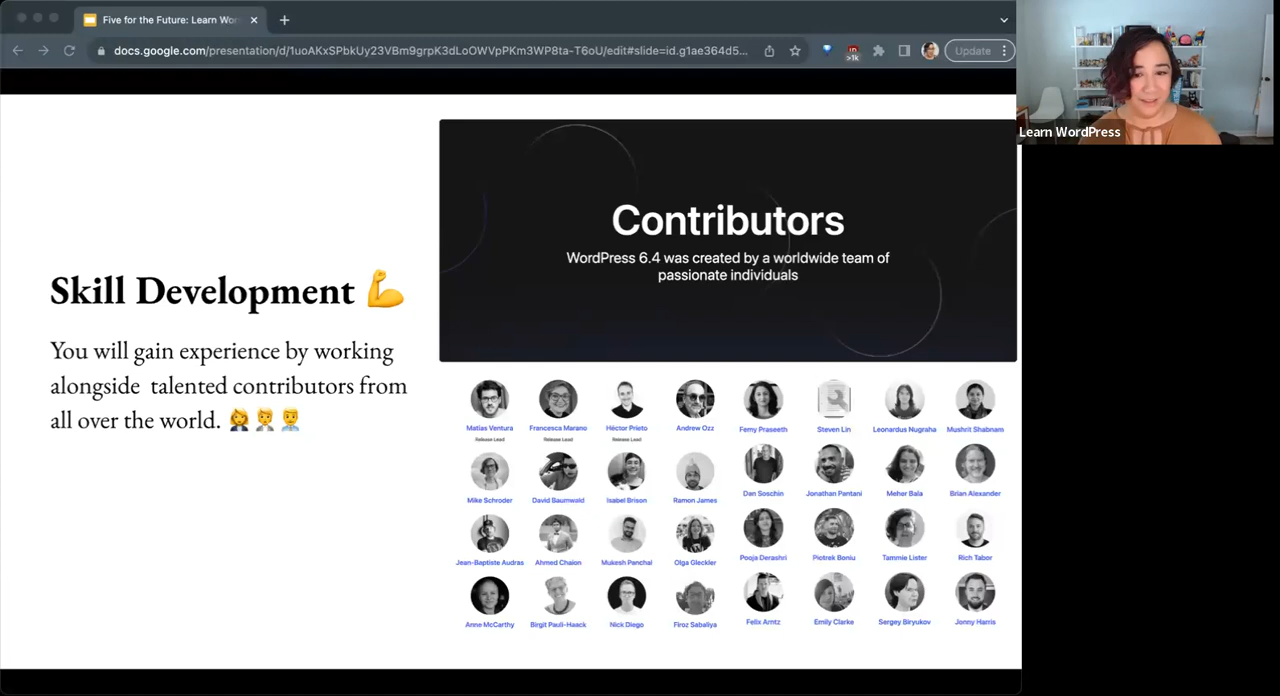 Five for the Future: Learn Wor
docs.google.com/presentation/d/1uoAKxSPbkUy23VBm9grpK3dLoOWVpPKm3WP8ta-T6oU/edit#slide=id.g1ae364d5...
>1k
Update
Learn WordPress
Contributors
WordPress 6.4 was created by a worldwide team of
passionate individuals
Skill Development
You will gain experience by working
alongside talented contributors from
all over the world.
Matias Ventura
Release Lead
Francesca Marano
Release Lead
Héctor Prieto
Release Lead
Andrew Ozz
Femy Praseeth
Steven Lin
Leonardus Nugraha
Mushrit Shabnam
Mike Schroder
David Baumwald
Isabel Brison
Ramon James
Dan Soschin
Jonathan Pantani
Meher Bala
Brian Alexander
Jean-Baptiste Audras
Ahmed Chaion
Mukesh Panchal
Olga Gleckler
Pooja Derashri
Piotrek Boniu
Tammie Lister
Rich Tabor
Anne McCarthy
Birgit Pauli-Haack
Nick Diego
Firoz Sabaliya
Felix Arntz
Emily Clarke
Sergey Biryukov
Jonny Harris